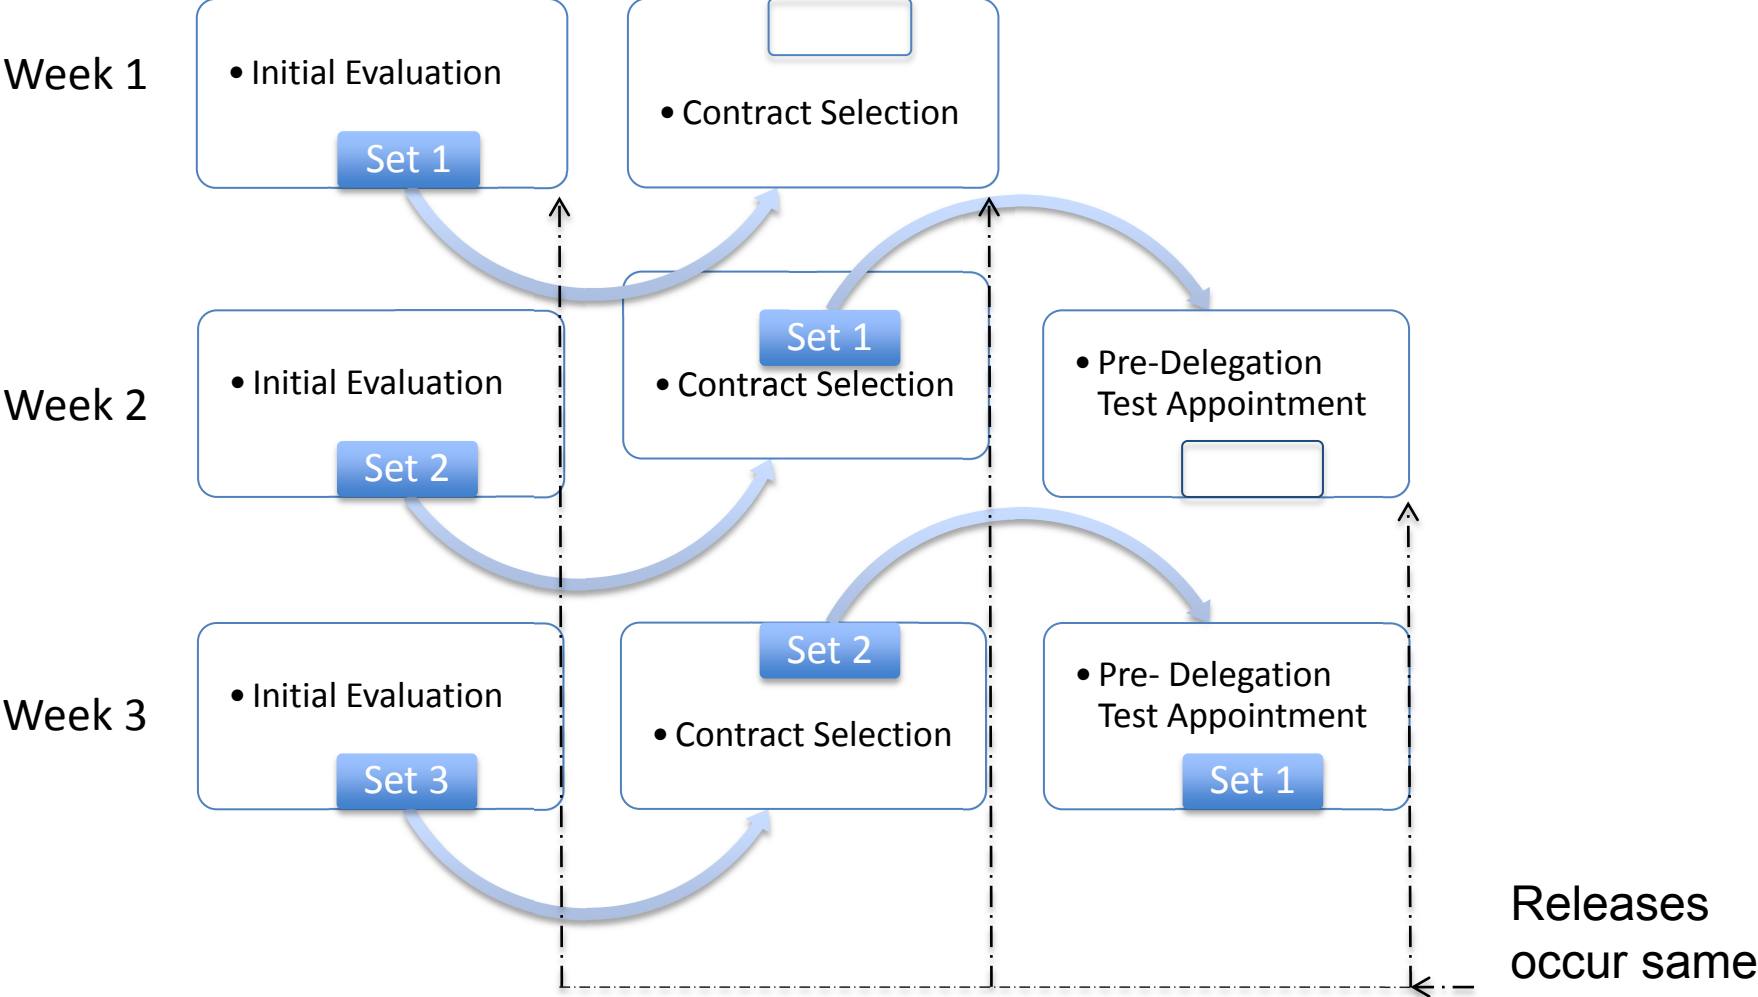 Week 1
• Initial Evaluation
Set 1
• Contract Selection
Week 2
• Initial Evaluation
Set 2
Set 1
• Contract Selection
• Pre-Delegation
Test Appointment
Week 3
• Initial Evaluation
Set 3
Set 2
• Contract Selection
• Pre- Delegation
Test Appointment
Set 1
Releases
occur same